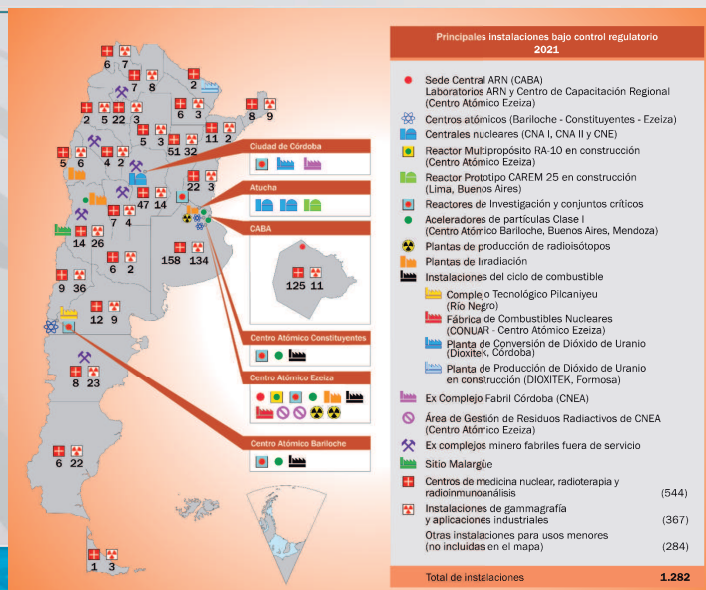 6 7
7 8
2
2 5 22 3
6 3
8 9
5 3
51 32
11 2
5 6
4 2
47 14
22 3
7 4
14 26
158 134
6 2
9 36
12 9
8 23
6 22
1 3
Ciudad de Córdoba
Atucha
CABA
125 11
Centro Atómico Constituyentes
Centro Atómico Ezeiza
Centro Atómico Bariloche
Principales instalaciones bajo control regulatorio
2021
Sede Central ARN (CABA)
Laboratorios ARN y Centro de Capacitación Regional
(Centro Atómico Ezeiza)
Centros atómicos (Bariloche - Constituyentes - Ezeiza)
Centrales nucleares (CNA I, CNA II y CNE)
Reactor Multipropósito RA-10 en construcción
(Centro Atómico Ezeiza)
Reactor Prototipo CAREM 25 en construcción
(Lima, Buenos Aires)
Reactores de Investigación y conjuntos críticos
Aceleradores de partículas Clase I
(Centro Atómico Bariloche, Buenos Aires, Mendoza)
Plantas de producción de radioisótopos
Plantas de Irradiación
Instalaciones del ciclo de combustible
Complejo Tecnológico Pilcaniyeu
(Río Negro)
Fábrica de Combustibles Nucleares
(CONUAR - Centro Atómico Ezeiza)
Planta de Conversión de Dióxido de Uranio
(Dioxitek, Córdoba)
Planta de Producción de Dióxido de Uranio
en construcción (DIOXITEK, Formosa)
Ex Complejo Fabril Córdoba (CNEA)
Área de Gestión de Residuos Radiactivos de CNEA
(Centro Atómico Ezeiza)
Ex complejos minero fabriles fuera de servicio
Sitio Malargüe
Centros de medicina nuclear, radioterapia y
radioinmunoanálisis (544)
Instalaciones de gammagrafía
y aplicaciones industriales (367)
Otras instalaciones para usos menores
(no incluidas en el mapa) (284)
Total de instalaciones 1.282